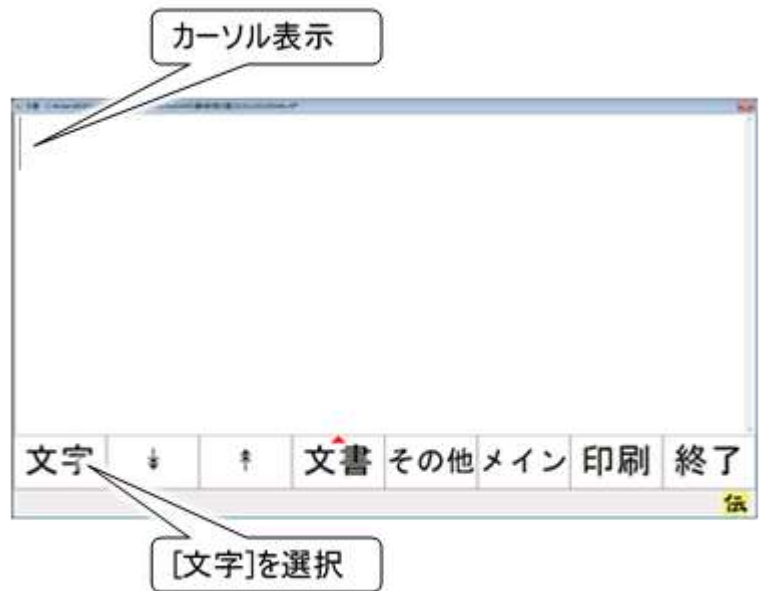 カーソル表示
文字 ↡ ↟ 文書 その他 メイン 印刷 終了
伝
[文字]を選択